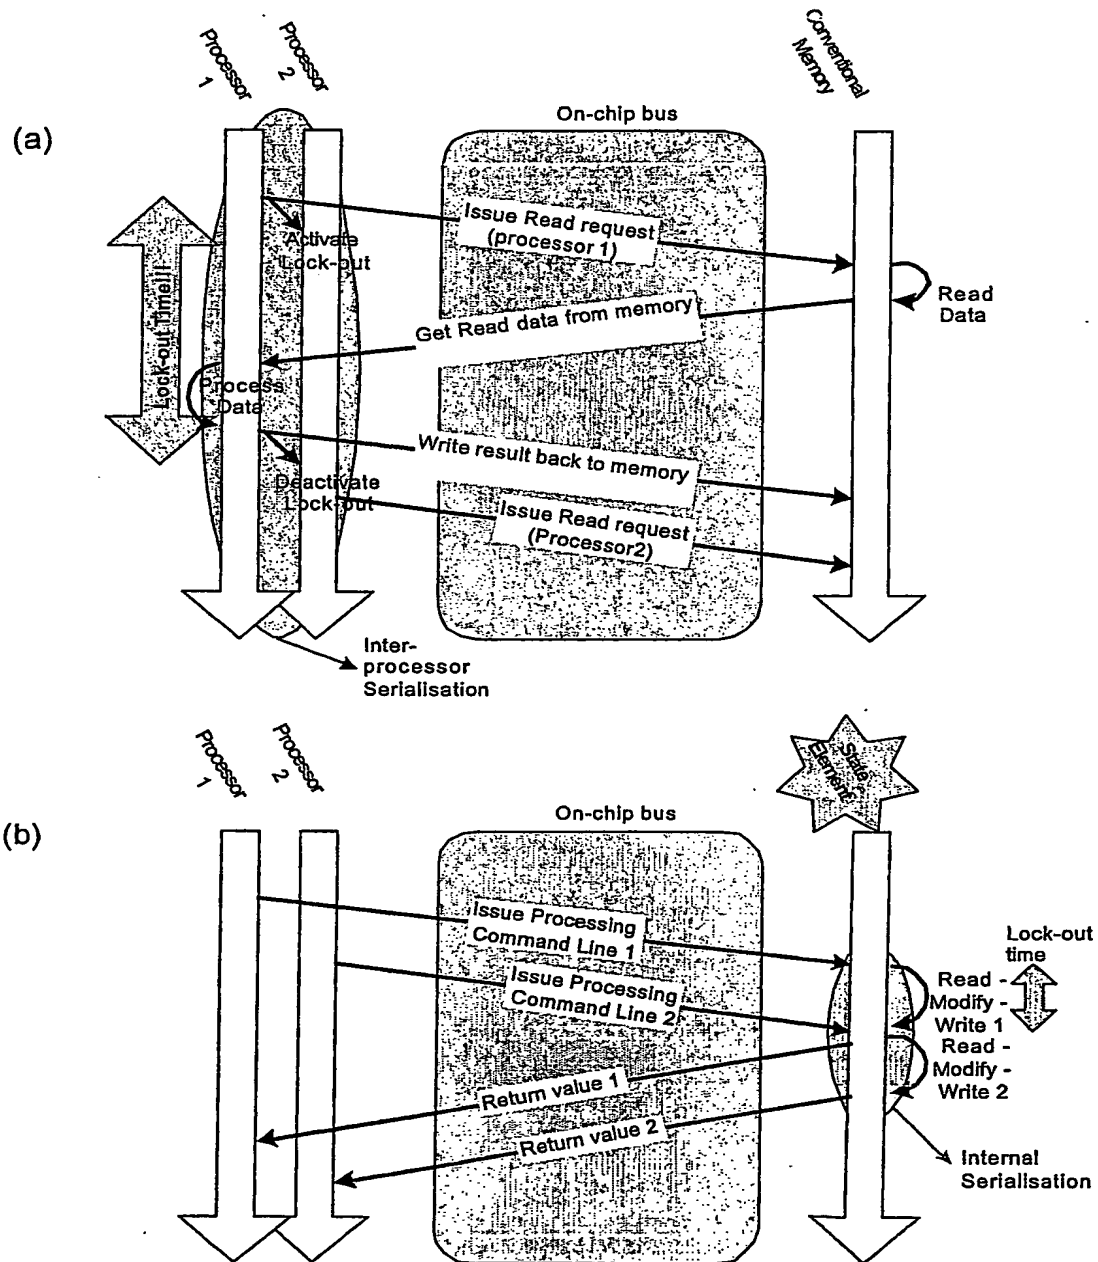 (a)
Processor
1
Processor
2
Conventional
Memory
On-chip bus
Issue Read request
(processor 1)
Activate
Lock-out
Read
Data
Lock-out Time!!!
Get Read data from memory
Process
Data
Write result back to memory
Deactivate
Lock-out
Issue Read request
(Processor2)
Inter-
processor
Serialisation
(b)
Processor
1
Processor
2
State
Element
On-chip bus
Issue Processing
Command Line 1
Lock-out
time
Issue Processing
Command Line 2
Read -
Modify -
Write 1
Read -
Modify -
Write 2
Return value 1
Return value 2
Internal
Serialisation